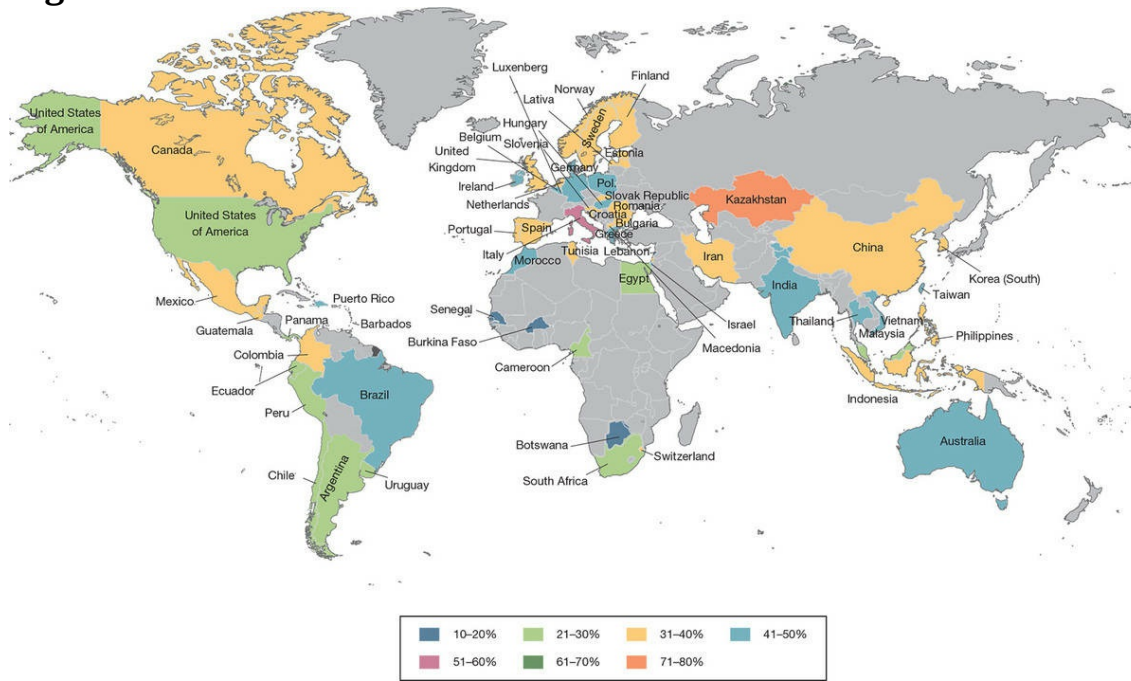 Luxenberg
Finland
Norway
Lativa
Hungary
Slovenia
Belgium
United
Kingdom
Ireland
Netherlands
Sweden
Estonia
Germany
Pol.
Slovak Republic
Romania
Croatia
Bulgaria
Greece
Portugal
Spain
Italy
Morocco
Tunisia
Lebanon
Israel
Macedonia
United States
of America
Canada
United States
of America
Mexico
Guatemala
Panama
Puerto Rico
Barbados
Colombia
Ecuador
Peru
Brazil
Chile
Argentina
Uruguay
Senegal
Burkina Faso
Cameroon
Egypt
Botswana
South Africa
Switzerland
Kazakhstan
Iran
China
India
Korea (South)
Taiwan
Thailand
Vietnam
Malaysia
Philippines
Indonesia
Australia
10–20%
21–30%
31–40%
41–50%
51–60%
61–70%
71–80%